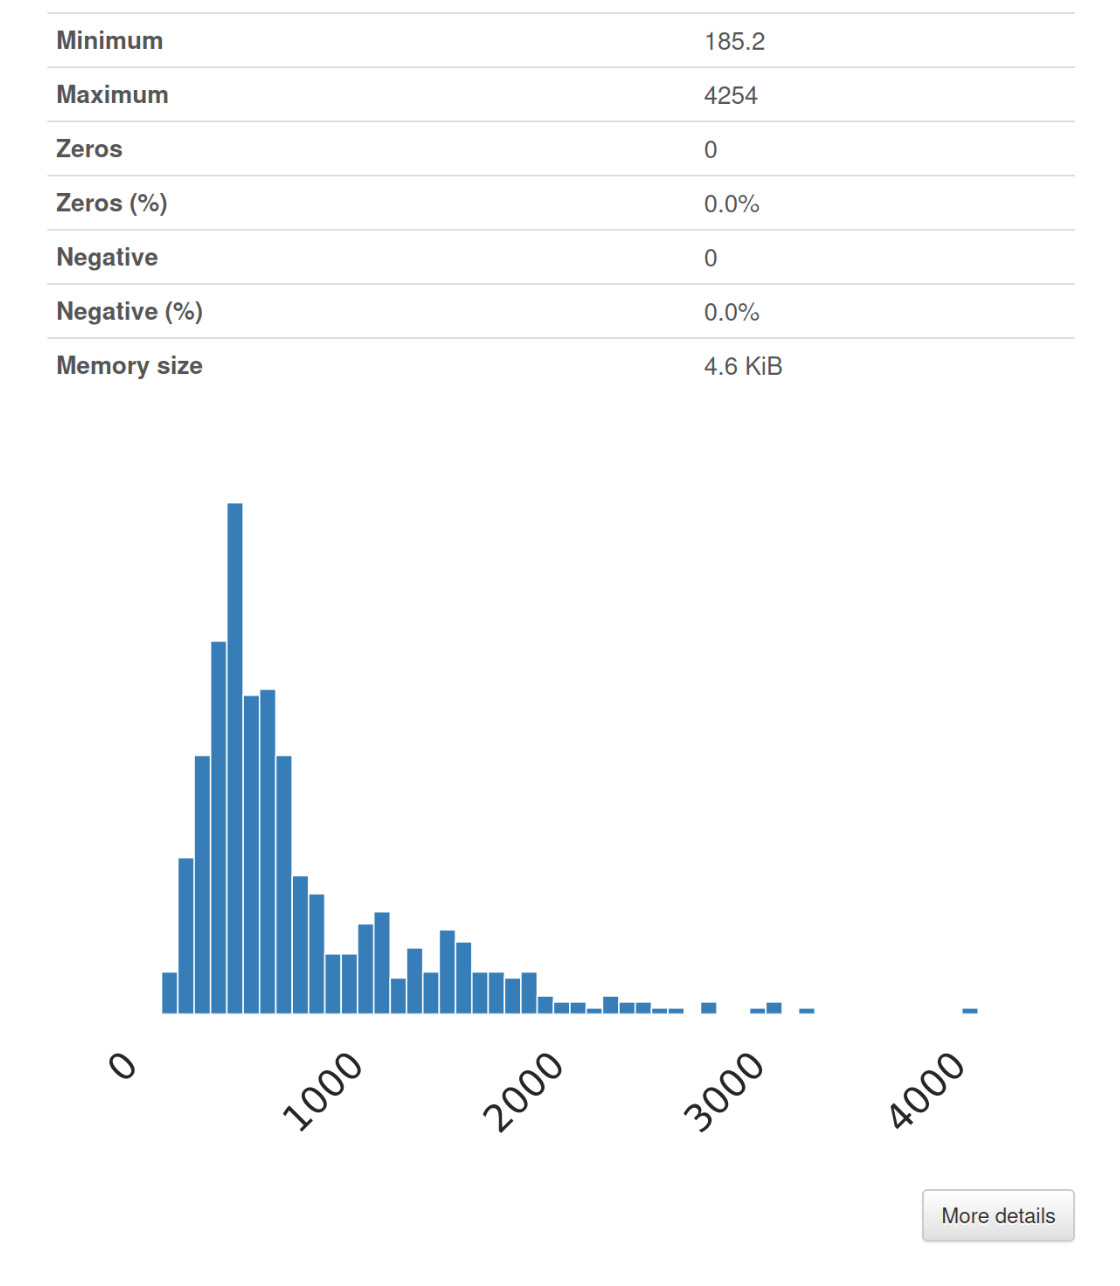 Minimum 185.2
Maximum 4254
Zeros 0
Zeros (%) 0.0%
Negative 0
Negative (%) 0.0%
Memory size 4.6 KiB
0 1000 2000 3000 4000
More details